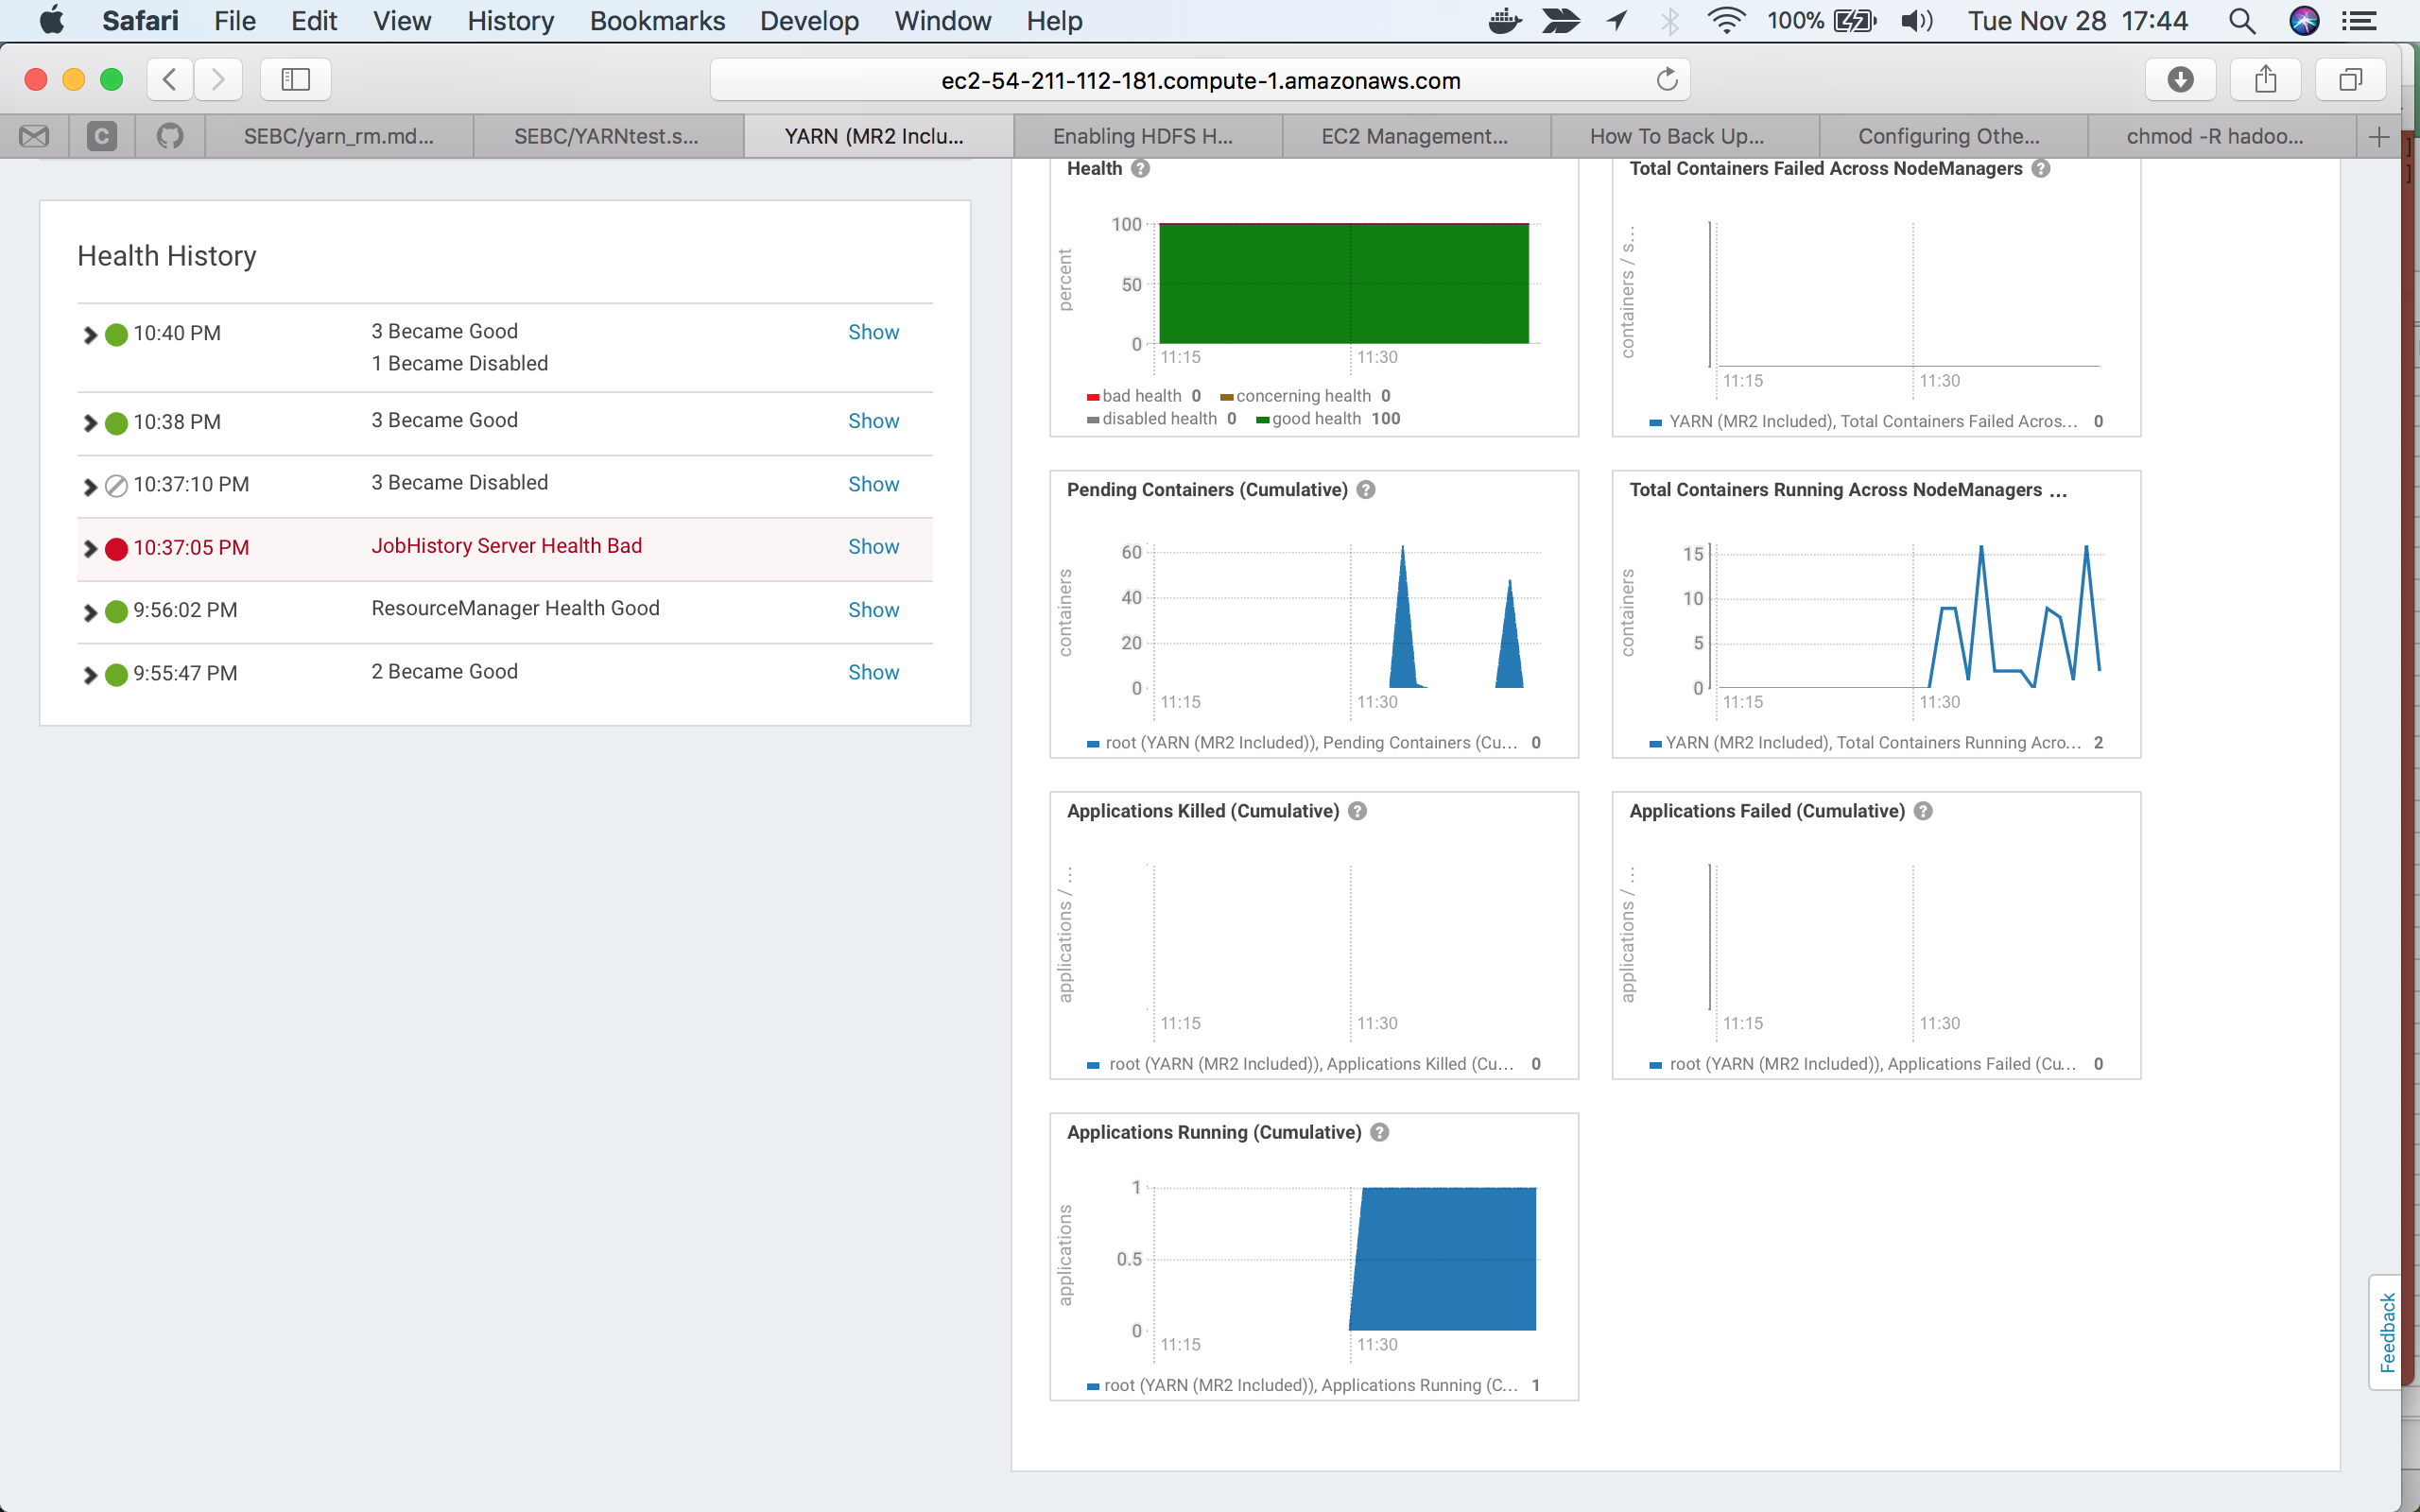 Safari File Edit View History Bookmarks Develop Window Help 100% Tue Nov 28 17:44
ec2-54-211-112-181.compute-1.amazonaws.com
C SEBC/yarn_rm.md... SEBC/YARNtest.s... YARN (MR2 Inclu... Enabling HDFS H... EC2 Management... How To Back Up... Configuring Othe... chmod -R hadoo...
Health History
10:40 PM 3 Became Good Show
1 Became Disabled
10:38 PM 3 Became Good Show
10:37:10 PM 3 Became Disabled Show
10:37:05 PM JobHistory Server Health Bad Show
9:56:02 PM ResourceManager Health Good Show
9:55:47 PM 2 Became Good Show
Health ?
percent
100
50
0
11:15 11:30
bad health 0 concerning health 0
disabled health 0 good health 100
Total Containers Failed Across NodeManagers ?
containers / s...
11:15 11:30
YARN (MR2 Included), Total Containers Failed Acros... 0
Pending Containers (Cumulative) ?
containers
60
40
20
0
11:15 11:30
root (YARN (MR2 Included)), Pending Containers (Cu... 0
Total Containers Running Across NodeManagers ...
containers
15
10
5
0
11:15 11:30
YARN (MR2 Included), Total Containers Running Acro... 2
Applications Killed (Cumulative) ?
applications / ...
11:15 11:30
root (YARN (MR2 Included)), Applications Killed (Cu... 0
Applications Failed (Cumulative) ?
applications / ...
11:15 11:30
root (YARN (MR2 Included)), Applications Failed (Cu... 0
Applications Running (Cumulative) ?
applications
1
0.5
0
11:15 11:30
root (YARN (MR2 Included)), Applications Running (C... 1
Feedback